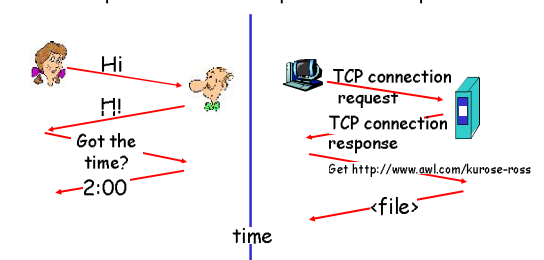 Hi
H!
Got the
time?
2:00
TCP connection
request
TCP connection
response
Get http://www.awl.com/kurose-ross
<file>
time